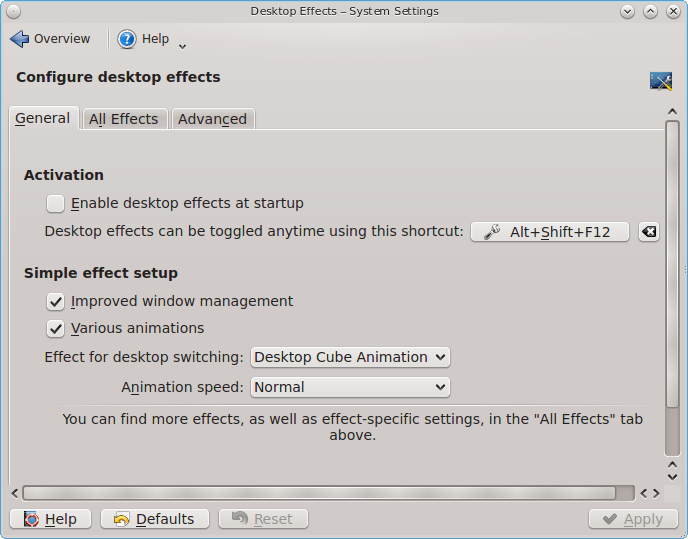 Desktop Effects – System Settings
Overview Help
Configure desktop effects
General All Effects Advanced
Activation
Enable desktop effects at startup
Desktop effects can be toggled anytime using this shortcut: Alt+Shift+F12
Simple effect setup
Improved window management
Various animations
Effect for desktop switching: Desktop Cube Animation
Animation speed: Normal
You can find more effects, as well as effect-specific settings, in the "All Effects" tab
above.
Help Defaults Reset Apply